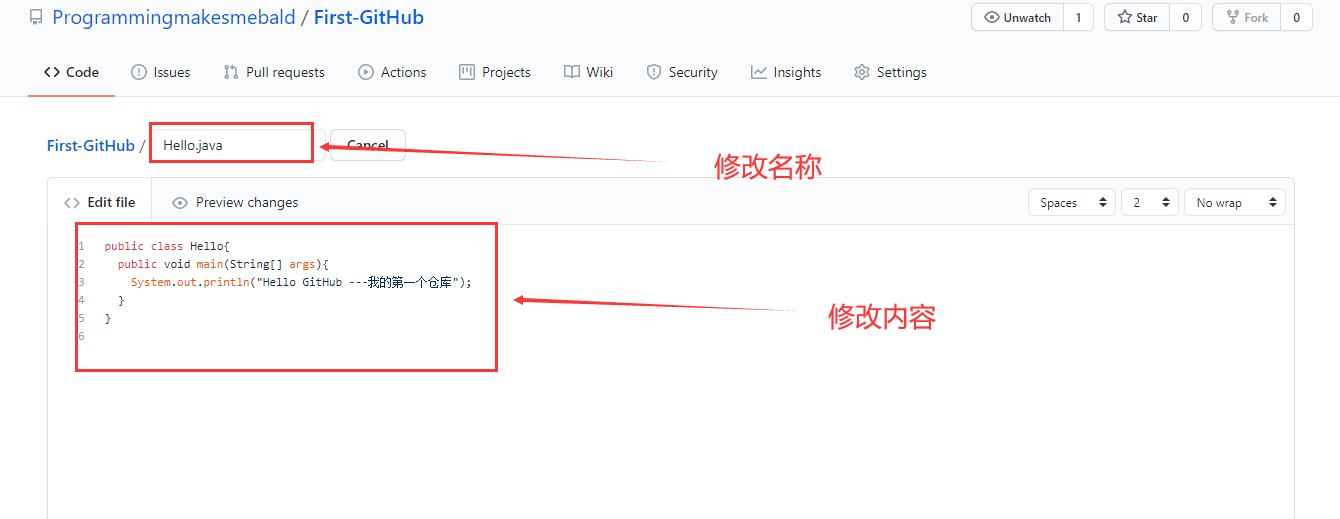 Programmingmakesmebald / First-GitHub Unwatch 1 Star 0 Fork 0
Code Issues Pull requests Actions Projects Wiki Security Insights Settings
First-GitHub / Hello.java Cancel
修改名称
Edit file Preview changes Spaces 2 No wrap
1 public class Hello{
2 public void main(String[] args){
3 System.out.println("Hello GitHub ---我的第一个仓库");
4 }
5 }
6
修改内容